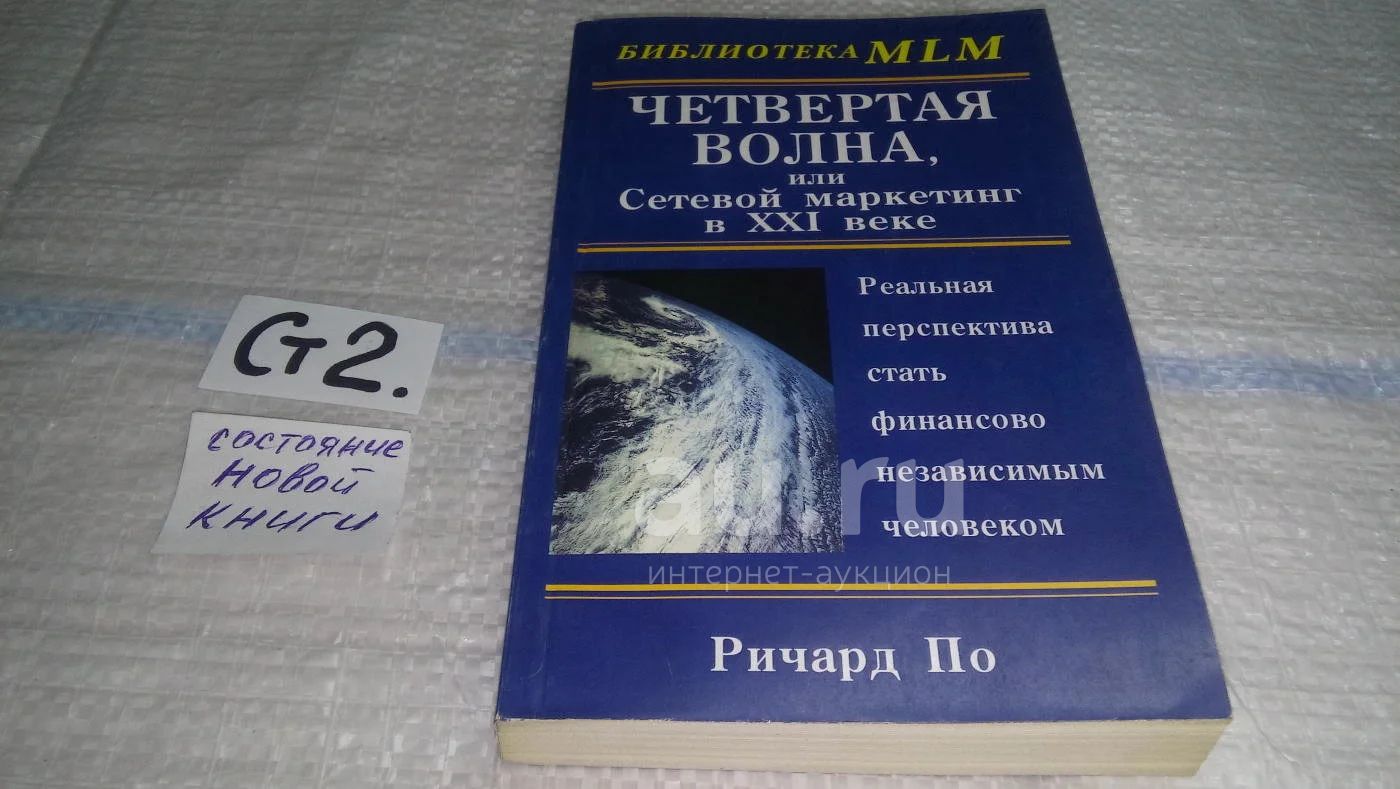 БИБЛИОТЕКА MLM
ЧЕТВЕРТАЯ
ВОЛНА,
или
Сетевой маркетинг
в XXI веке
Реальная
перспектива
стать
финансово
независимым
человеком
Ричард По
Ст2.
состояние
новой
книги
au.ru
интернет-аукцион